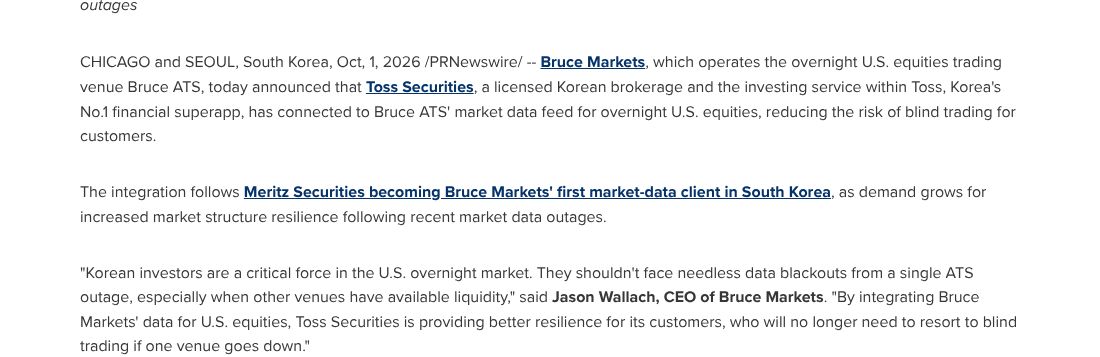 outages
CHICAGO and SEOUL, South Korea, Oct, 1, 2026 /PRNewswire/ -- Bruce Markets, which operates the overnight U.S. equities trading
venue Bruce ATS, today announced that Toss Securities, a licensed Korean brokerage and the investing service within Toss, Korea's
No.1 financial superapp, has connected to Bruce ATS' market data feed for overnight U.S. equities, reducing the risk of blind trading for
customers.
The integration follows Meritz Securities becoming Bruce Markets' first market-data client in South Korea, as demand grows for
increased market structure resilience following recent market data outages.
"Korean investors are a critical force in the U.S. overnight market. They shouldn't face needless data blackouts from a single ATS
outage, especially when other venues have available liquidity," said Jason Wallach, CEO of Bruce Markets. "By integrating Bruce
Markets' data for U.S. equities, Toss Securities is providing better resilience for its customers, who will no longer need to resort to blind
trading if one venue goes down."